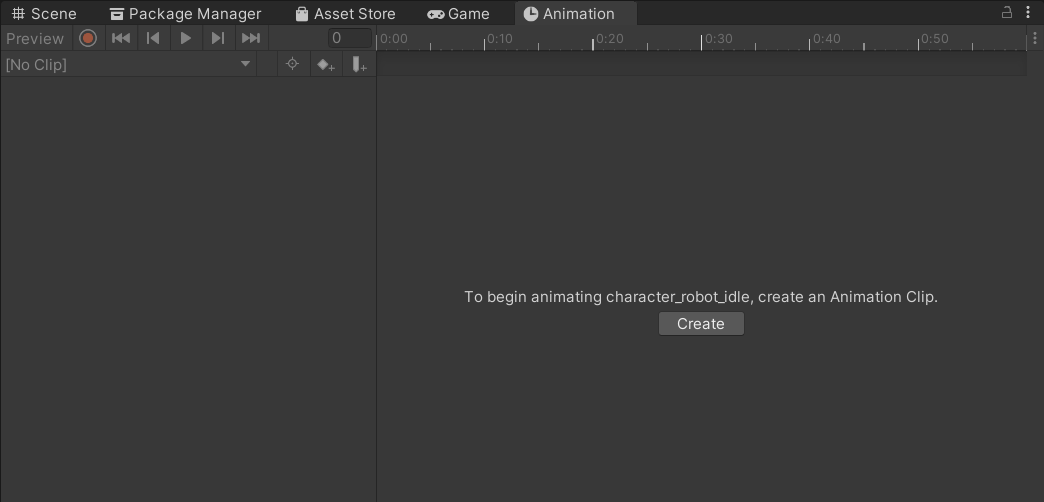 Scene Package Manager Asset Store Game Animation
Preview 0 0:00 0:10 0:20 0:30 0:40 0:50
[No Clip]
To begin animating character_robot_idle, create an Animation Clip.
Create